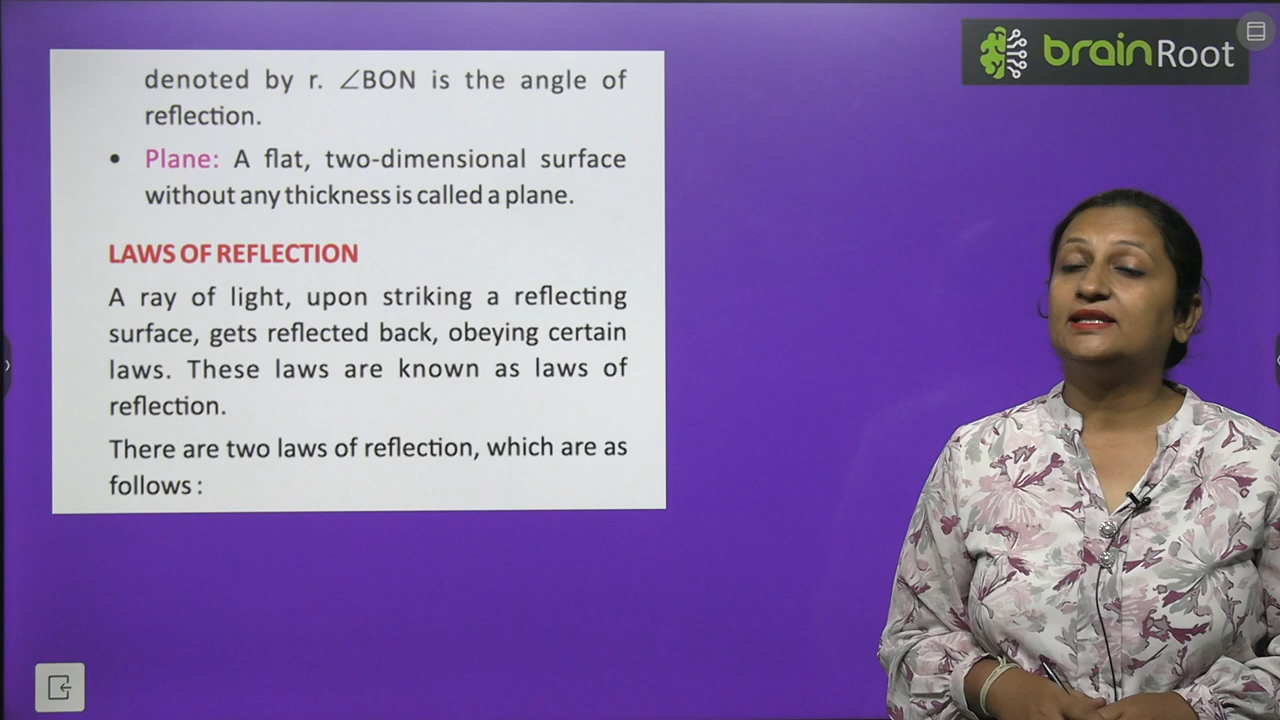 brainRoot
denoted by r. ∠BON is the angle of
reflection.
• Plane: A flat, two-dimensional surface
without any thickness is called a plane.
LAWS OF REFLECTION
A ray of light, upon striking a reflecting
surface, gets reflected back, obeying certain
laws. These laws are known as laws of
reflection.
There are two laws of reflection, which are as
follows :